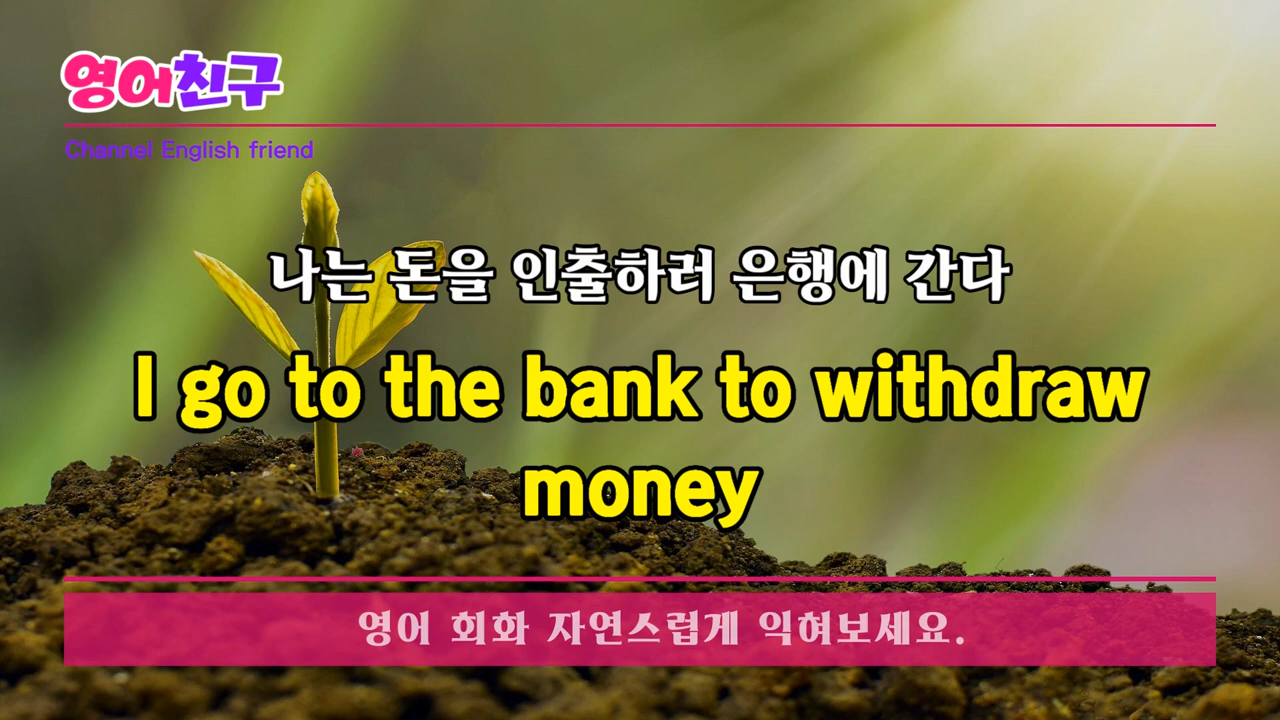 영어친구
Channel English friend
나는 돈을 인출하러 은행에 간다
I go to the bank to withdraw
money
영어 회화 자연스럽게 익혀보세요.